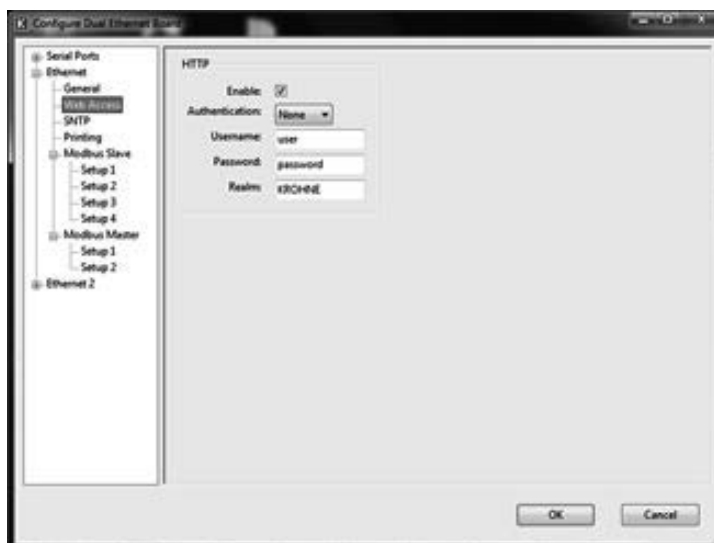 Configure Dual Ethernet Board
Serial Ports
Ethernet
General
Web Access
SNTP
Printing
Modbus Slave
Setup 1
Setup 2
Setup 3
Setup 4
Modbus Master
Setup 1
Setup 2
Ethernet 2
HTTP
Enable:
Authentication: None
Username: user
Password: password
Realm: KROHNE
OK
Cancel